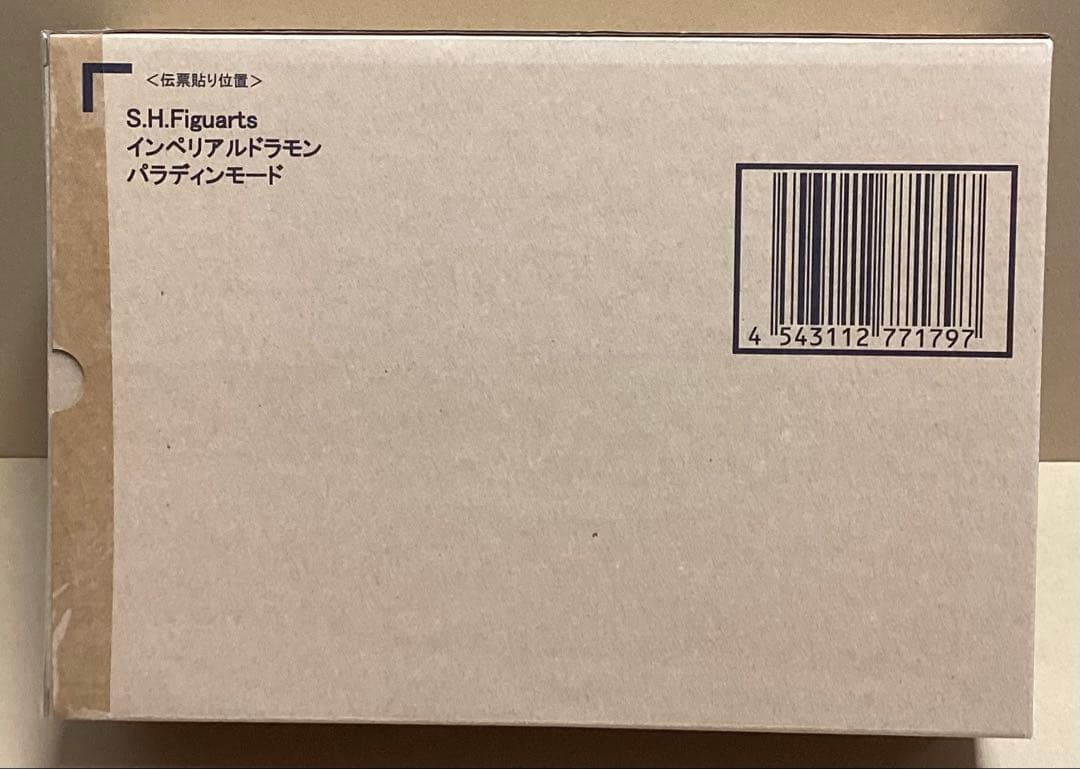 ＜伝票貼り位置＞
S.H.Figuarts
インペリアルドラモン
パラディンモード
4 543112 771797